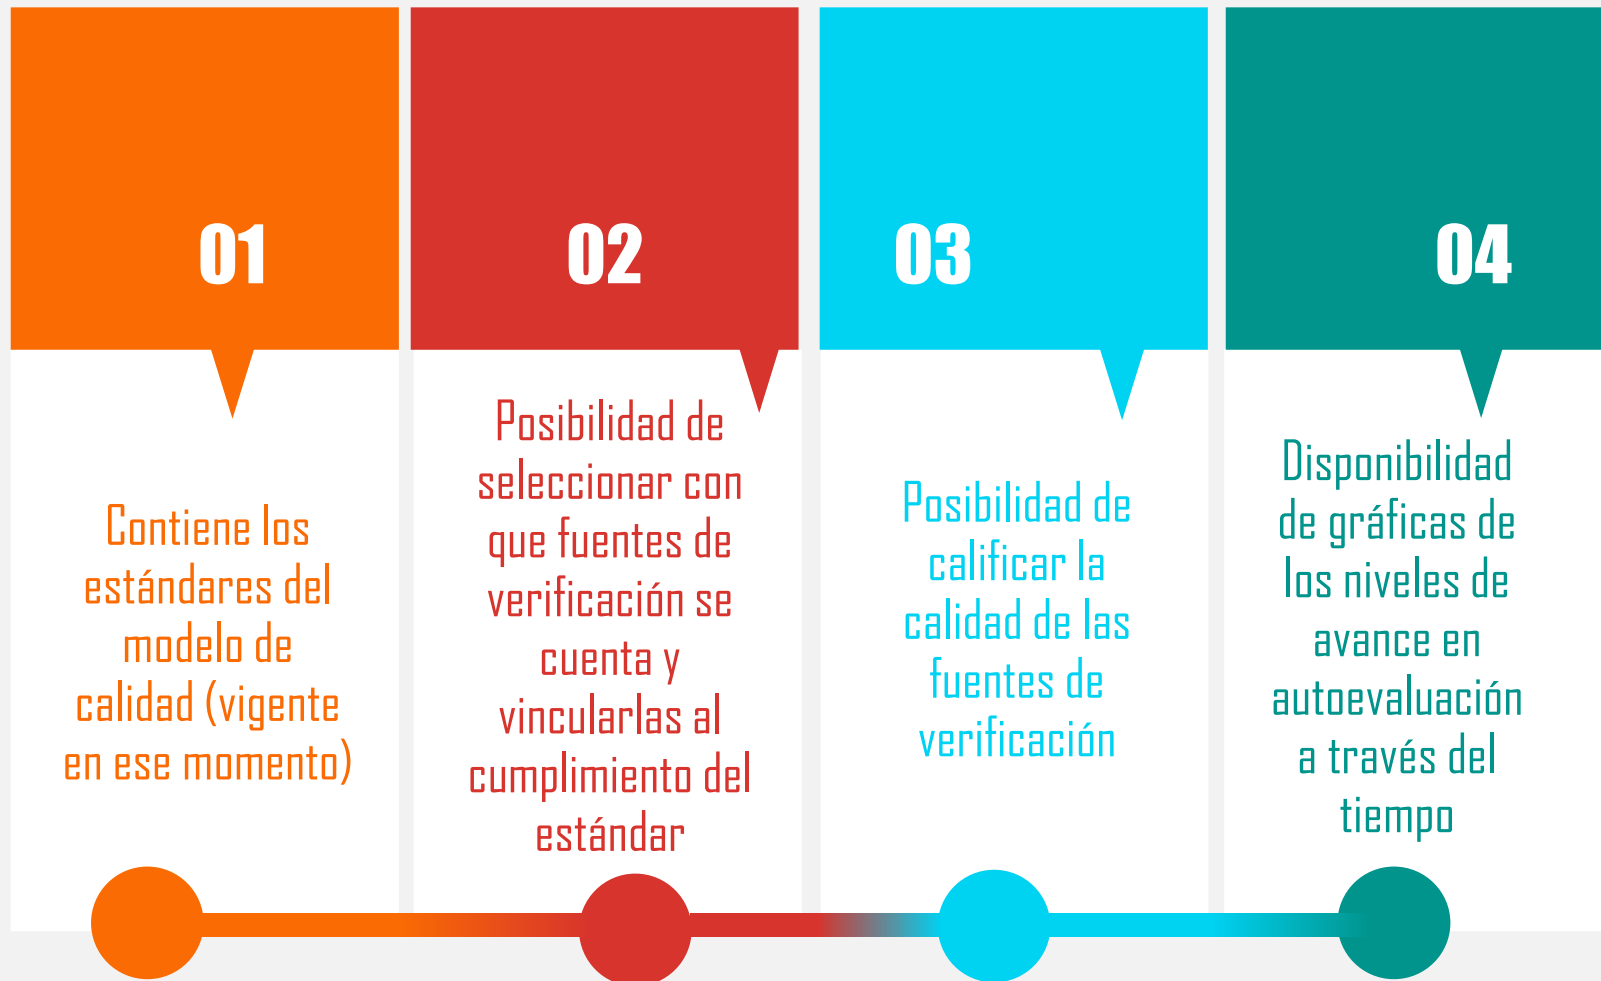 01
Contiene los
estándares del
modelo de
calidad (vigente
en ese momento)
02
Posibilidad de
seleccionar con
que fuentes de
verificación se
cuenta y
vincularlas al
cumplimiento del
estándar
03
Posibilidad de
calificar la
calidad de las
fuentes de
verificación
04
Disponibilidad
de gráficas de
los niveles de
avance en
autoevaluación
a través del
tiempo